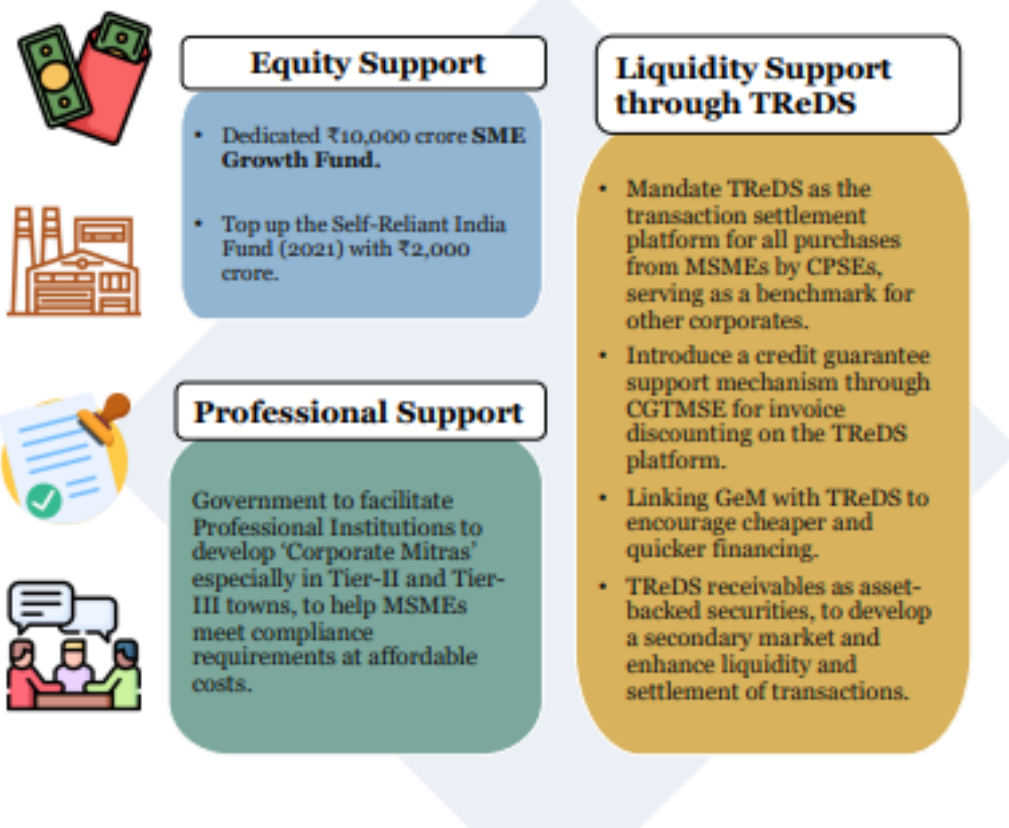 Equity Support
• Dedicated ₹10,000 crore SME
Growth Fund.
• Top up the Self-Reliant India
Fund (2021) with ₹2,000
crore.
Professional Support
Government to facilitate
Professional Institutions to
develop ‘Corporate Mitras’
especially in Tier-II and Tier-
III towns, to help MSMEs
meet compliance
requirements at affordable
costs.
Liquidity Support
through TReDS
• Mandate TReDS as the
transaction settlement
platform for all purchases
from MSMEs by CPSEs,
serving as a benchmark for
other corporates.
• Introduce a credit guarantee
support mechanism through
CGTMSE for invoice
discounting on the TReDS
platform.
• Linking GeM with TReDS to
encourage cheaper and
quicker financing.
• TReDS receivables as asset-
backed securities, to develop
a secondary market and
enhance liquidity and
settlement of transactions.